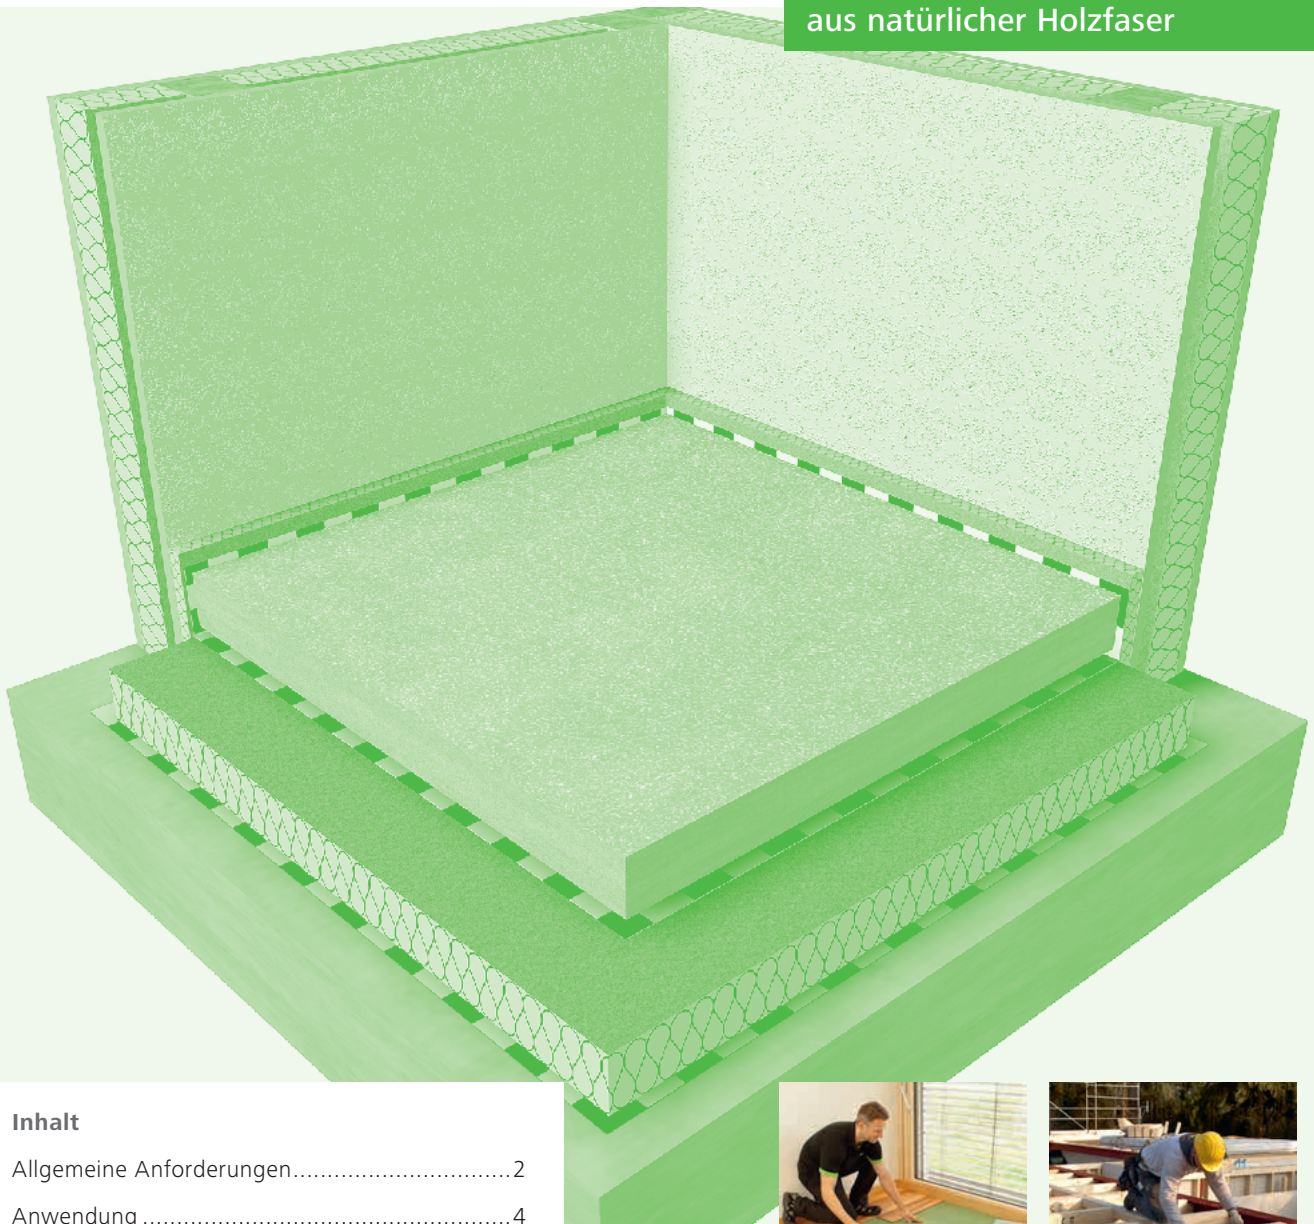 aus natürlicher Holzfaser
Inhalt
Allgemeine Anforderungen..................................2
Anwendung .........................................................4